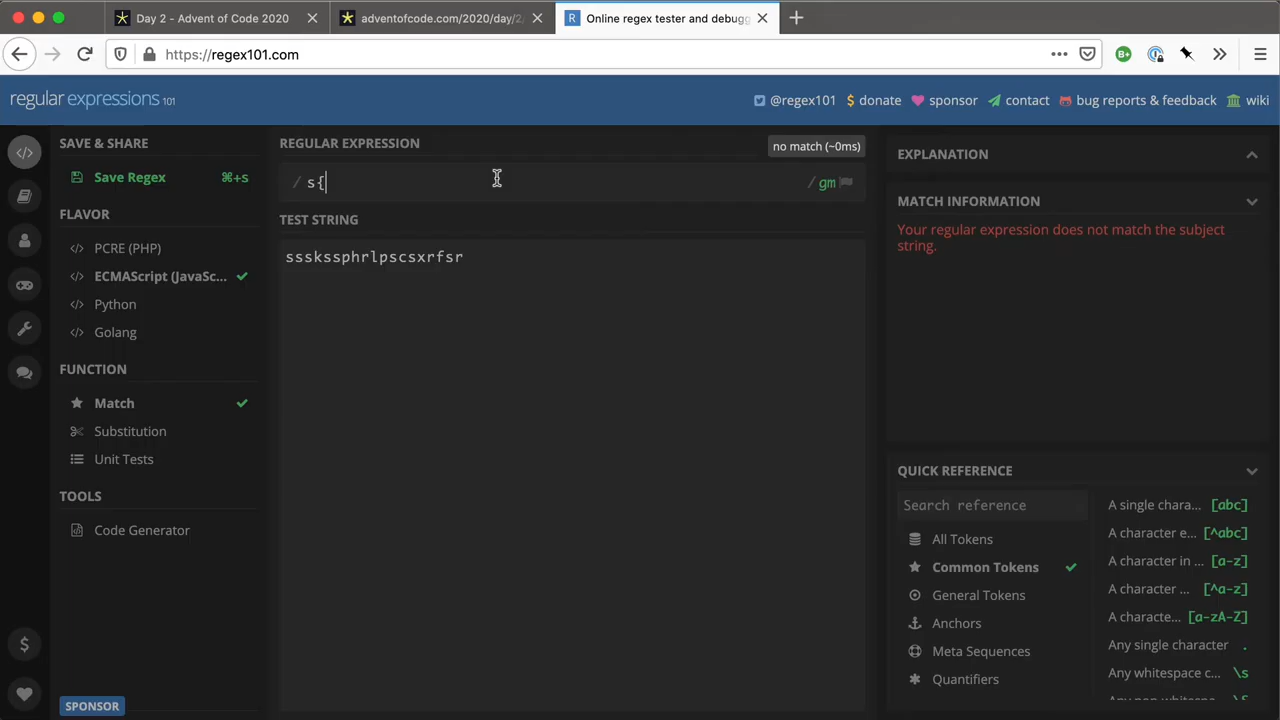 Day 2 - Advent of Code 2020
adventofcode.com/2020/day/2/
Online regex tester and debugg
https://regex101.com
regular expressions 101
@regex101
$ donate
sponsor
contact
bug reports & feedback
wiki
SAVE & SHARE
Save Regex ⌘+s
FLAVOR
</> PCRE (PHP)
</> ECMAScript (JavaSc...
</> Python
</> Golang
FUNCTION
Match
Substitution
Unit Tests
TOOLS
Code Generator
SPONSOR
REGULAR EXPRESSION
no match (~0ms)
/ s{ / gm
TEST STRING
ssskssphrlpscsxrfsr
EXPLANATION
MATCH INFORMATION
Your regular expression does not match the subject
string.
QUICK REFERENCE
Search reference
All Tokens
Common Tokens
General Tokens
Anchors
Meta Sequences
Quantifiers
A single chara... [abc]
A character e... [^abc]
A character in ... [a-z]
A character ... [^a-z]
A characte... [a-zA-Z]
Any single character .
Any whitespace c... \s